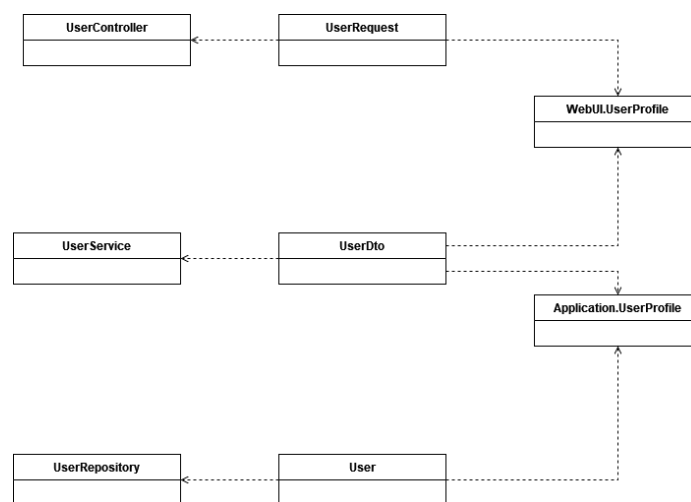 UserController
UserRequest
WebUI.UserProfile
UserService
UserDto
Application.UserProfile
UserRepository
User